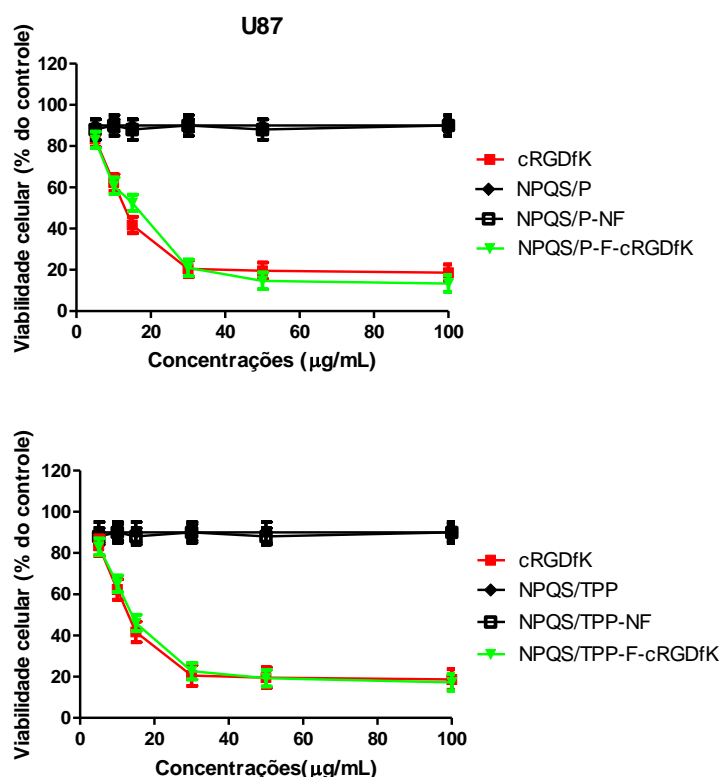 U87
120
100
80
60
40
20
0
Viabilidade celular (% do controle)
0 20 40 60 80 100
Concentrações (µg/mL)
cRGDfK
NPQS/P
NPQS/P-NF
NPQS/P-F-cRGDfK
120
100
80
60
40
20
0
Viabilidade celular (% do controle)
0 20 40 60 80 100
Concentrações(µg/mL)
cRGDfK
NPQS/TPP
NPQS/TPP-NF
NPQS/TPP-F-cRGDfK